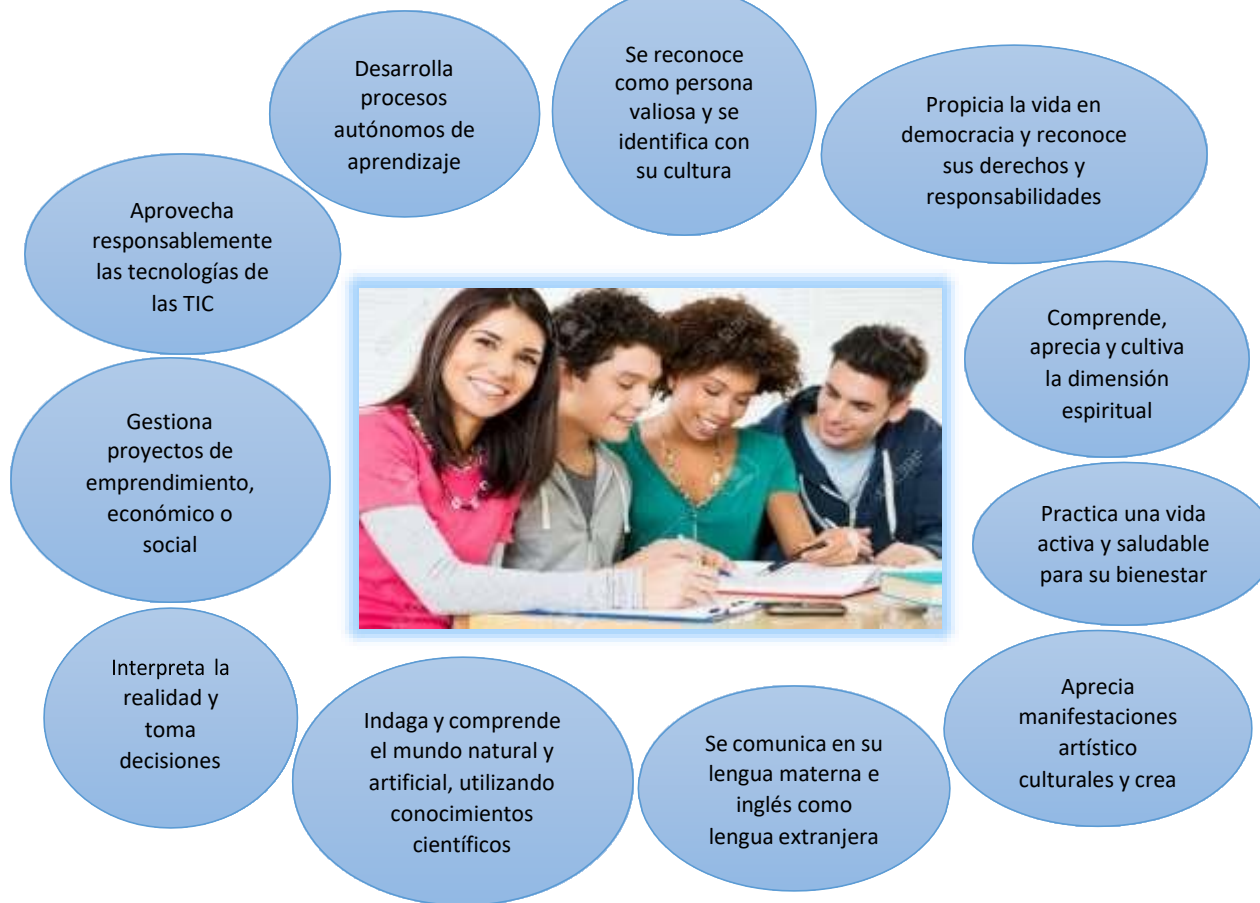 Desarrolla
procesos
autónomos de
aprendizaje
Se reconoce
como persona
valiosa y se
identifica con
su cultura
Propicia la vida en
democracia y reconoce
sus derechos y
responsabilidades
Aprovecha
responsablemente
las tecnologías de
las TIC
Comprende,
aprecia y cultiva
la dimensión
espiritual
Gestiona
proyectos de
emprendimiento,
económico o
social
Practica una vida
activa y saludable
para su bienestar
Interpreta la
realidad y
toma
decisiones
Indaga y comprende
el mundo natural y
artificial, utilizando
conocimientos
científicos
Se comunica en su
lengua materna e
inglés como
lengua extranjera
Aprecia
manifestaciones
artístico
culturales y crea